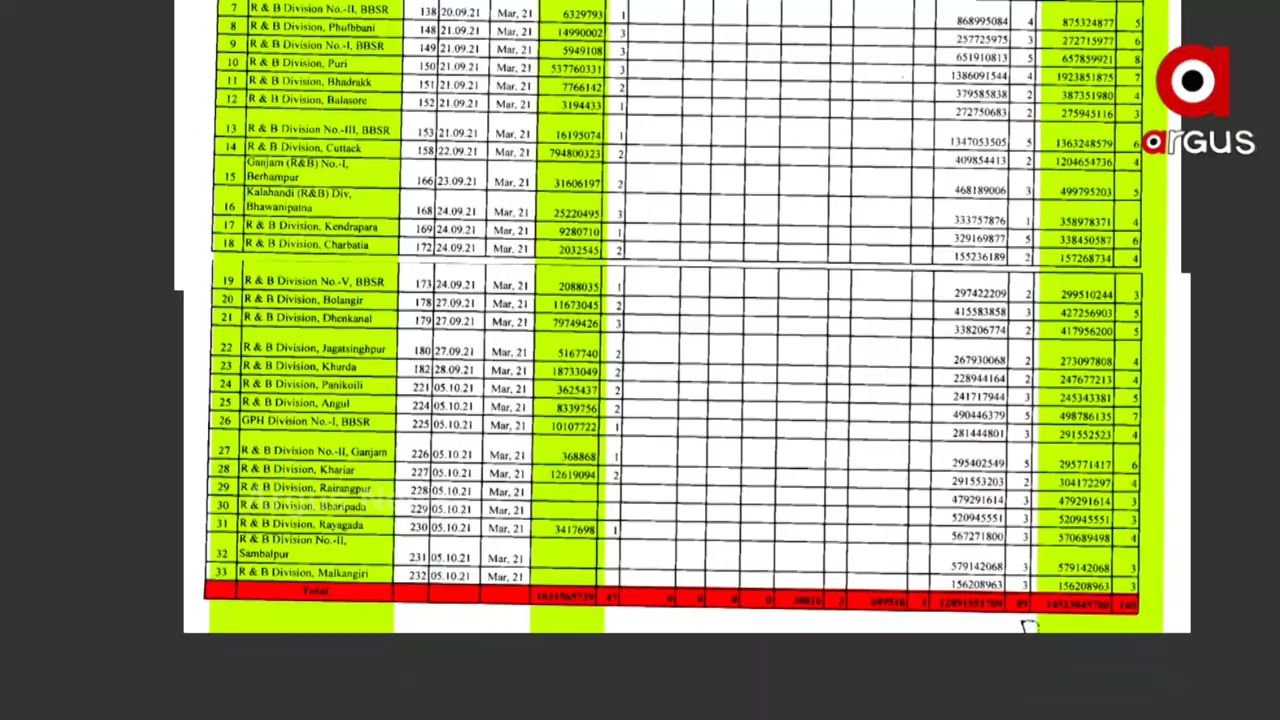 7 R & B Division No.-II, BBSR 138 20.09.21 Mar, 21 6329793 1 868995084 4 875324877 5
8 R & B Division, Phulbbani 148 21.09.21 Mar, 21 14990002 3 257725975 3 272715977 6
9 R & B Division No.-I, BBSR 149 21.09.21 Mar, 21 5949108 3 651910813 5 657859921 8
10 R & B Division, Puri 150 21.09.21 Mar, 21 537760331 3 1386091544 4 1923851875 7
11 R & B Division, Bhadrakk 151 21.09.21 Mar, 21 7766142 2 379585838 2 387351980 4
12 R & B Division, Balasore 152 21.09.21 Mar, 21 3194433 1 272750683 2 275945116 3
13 R & B Division No.-III, BBSR 153 21.09.21 Mar, 21 16195074 1 1347053505 5 1363248579 6
14 R & B Division, Cuttack 158 22.09.21 Mar, 21 794800323 2 409854413 2 1204654736 4
Ganjam (R&B) No.-I,
15 Berhampur 166 23.09.21 Mar, 21 31606197 2 468189006 3 499795203 5
Kalahandi (R&B) Div,
16 Bhawanipatna 168 24.09.21 Mar, 21 25220495 3 333757876 1 358978371 4
17 R & B Division, Kendrapara 169 24.09.21 Mar, 21 9280710 1 329169877 5 338450587 6
18 R & B Division, Charbatia 172 24.09.21 Mar, 21 2032545 2 155236189 2 157268734 4
19 R & B Division No.-V, BBSR 173 24.09.21 Mar, 21 2088035 1 297422209 2 299510244 3
20 R & B Division, Bolangir 178 27.09.21 Mar, 21 11673045 2 415583858 3 427256903 5
21 R & B Division, Dhenkanal 179 27.09.21 Mar, 21 79749426 3 338206774 2 417956200 5
22 R & B Division, Jagatsinghpur 180 27.09.21 Mar, 21 5167740 2 267930068 2 273097808 4
23 R & B Division, Khurda 182 28.09.21 Mar, 21 18733049 2 228944164 2 247677213 4
24 R & B Division, Panikoili 221 05.10.21 Mar, 21 3625437 2 241717944 3 245343381 5
25 R & B Division, Angul 224 05.10.21 Mar, 21 8339756 2 490446379 5 498786135 7
26 GPH Division No.-I, BBSR 225 05.10.21 Mar, 21 10107722 1 281444801 3 291552523 4
27 R & B Division No.-II, Ganjam 226 05.10.21 Mar, 21 368868 1 295402549 5 295771417 6
28 R & B Division, Khariar 227 05.10.21 Mar, 21 12619094 2 291553203 2 304172297 4
29 R & B Division, Rairangpur 228 05.10.21 Mar, 21 479291614 3 479291614 3
30 R & B Division, Bbaripada 229 05.10.21 Mar, 21 520945551 3 520945551 3
31 R & B Division, Rayagada 230 05.10.21 Mar, 21 3417698 1 567271800 3 570689498 4
R & B Division No.-II,
32 Sambalpur 231 05.10.21 Mar, 21 579142068 3 579142068 3
33 R & B Division, Malkangiri 232 05.10.21 Mar, 21 156208963 3 156208963 3
Total 1631565739 47 0 0 0 0 38816 3 689516 1 12891551709 89 14523845780 140
argus